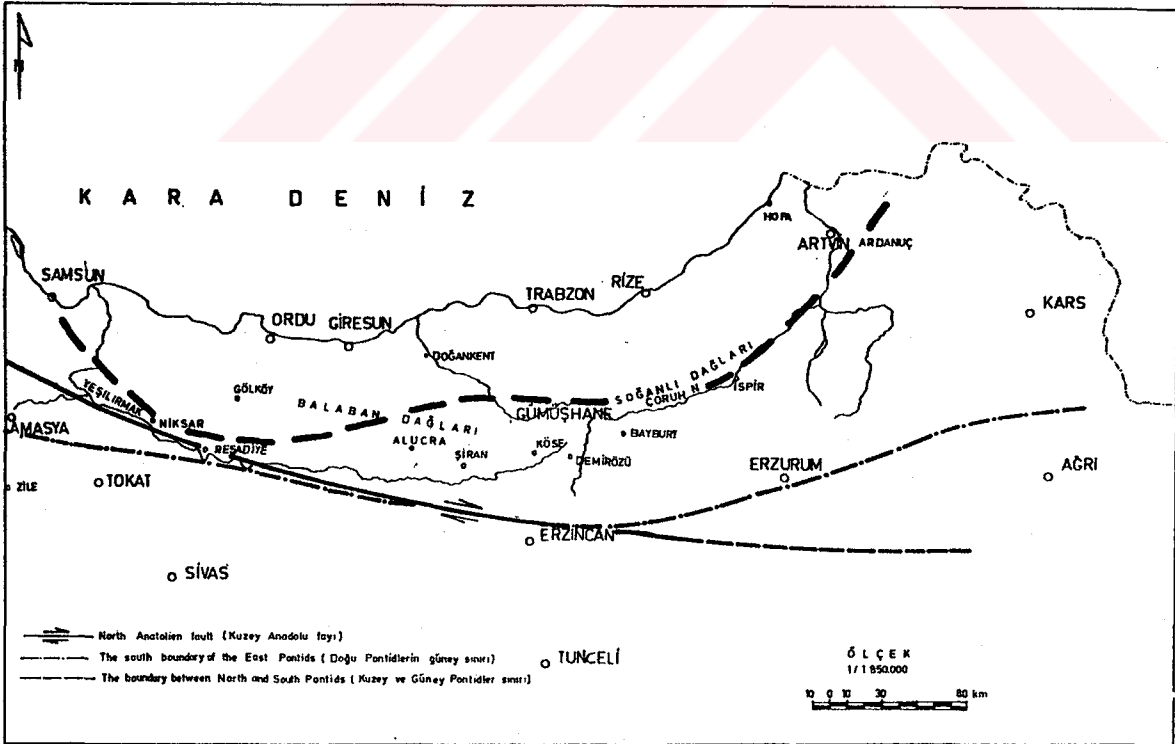 N
K A R A D E N İ Z
HOPA
ARTVİN
ARDANUÇ
SAMSUN
RİZE
TRABZON
KARS
ORDU
GİRESUN
DOĞANKENT
YEŞİLIRMAK
GÖLKÖY
BALABAN DAĞLARI
SOĞANLI DAĞLARI
ÇORUH N
İSPİR
GÜMÜŞHANE
AMASYA
NİKSAR
REŞADİYE
ALUCRA
ŞİRAN
KÖSE
BAYBURT
DEMİRÖZÜ
ERZURUM
AĞRI
ZİLE
TOKAT
ERZINCAN
SİVAS
North Anatolien fault (Kuzey Anadolu fayı)
The south boundary of the East Pontids ( Doğu Pontidlerin güney sınırı)
The boundary between North and South Pontids ( Kuzey ve Güney Pontidler sınırı)
TUNCELİ
ÖLÇEK
1/1 850.000
10 0 10 30 80 km